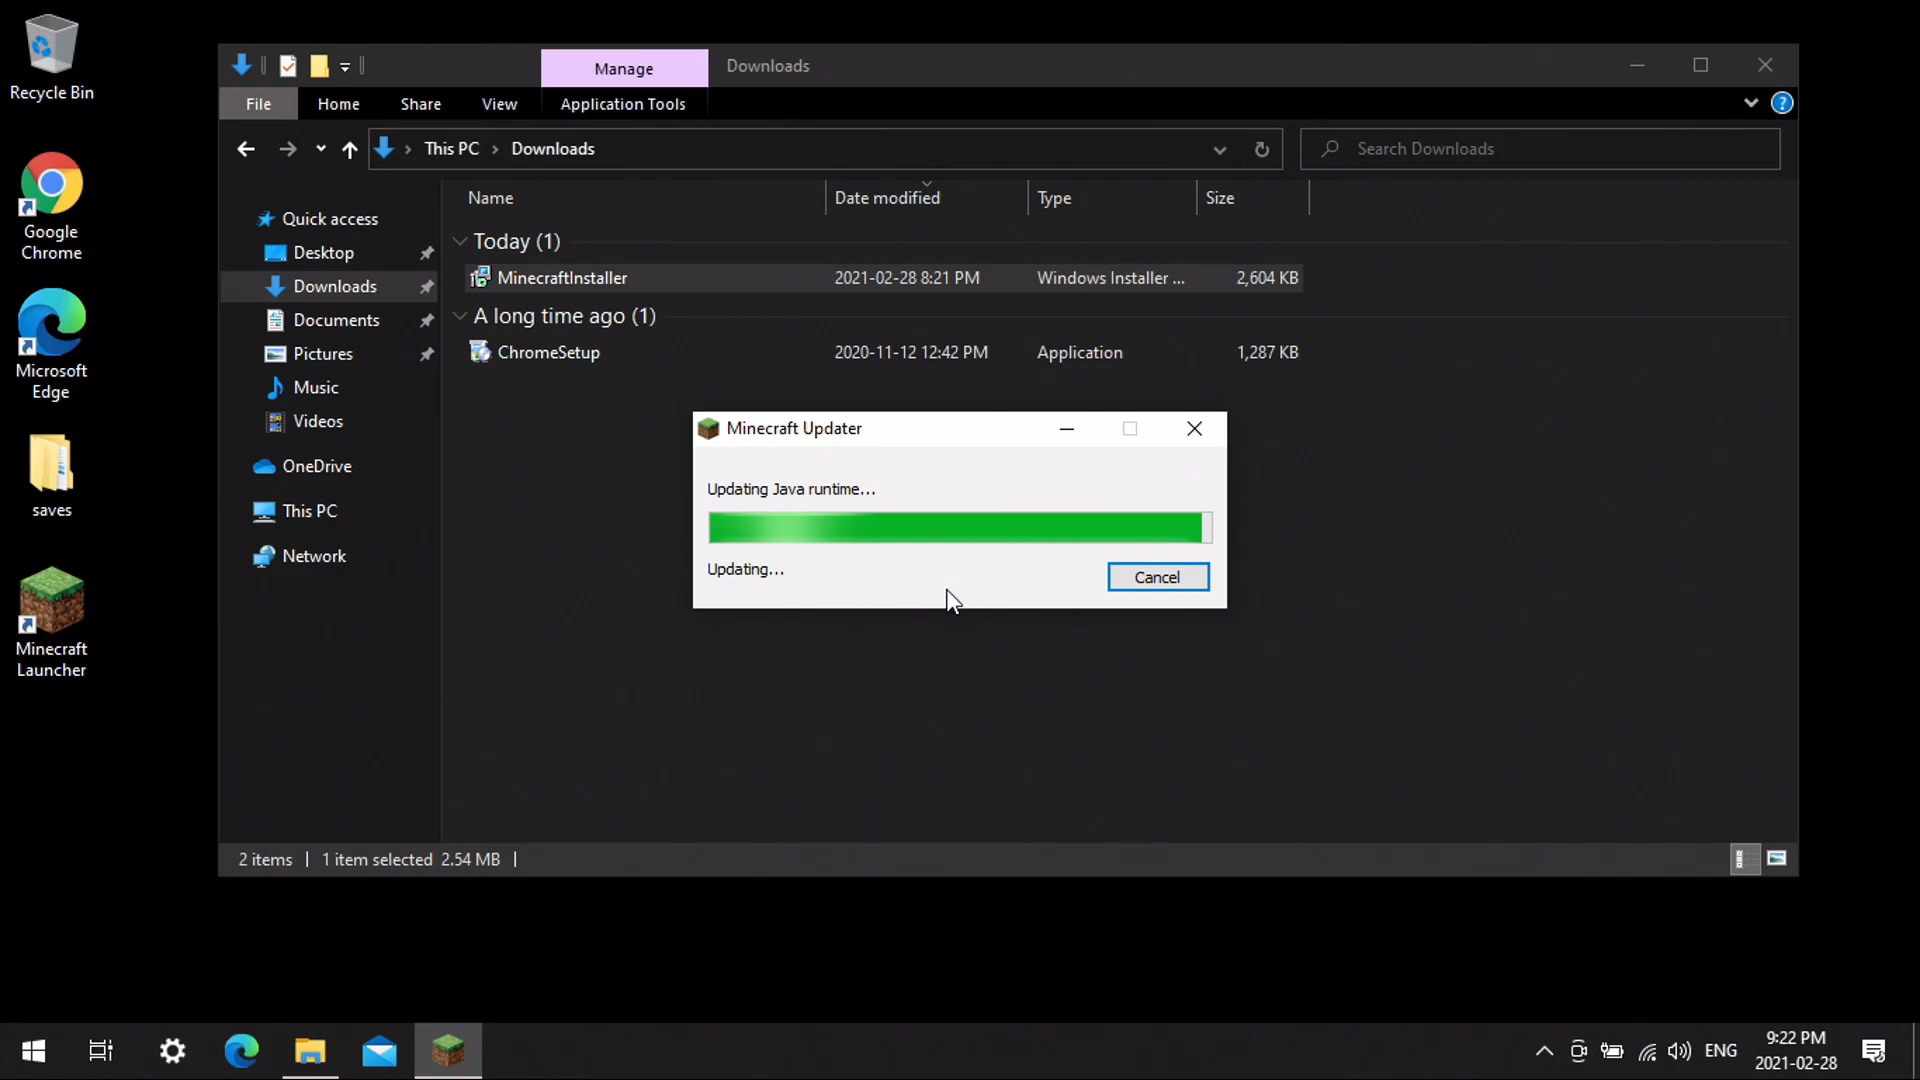 Recycle Bin
Google
Chrome
Microsoft
Edge
saves
Minecraft
Launcher
Manage
Downloads
File
Home
Share
View
Application Tools
This PC
Downloads
Search Downloads
Name
Date modified
Type
Size
Quick access
Desktop
Downloads
Documents
Pictures
Music
Videos
OneDrive
This PC
Network
Today (1)
MinecraftInstaller
2021-02-28 8:21 PM
Windows Installer ...
2,604 KB
A long time ago (1)
ChromeSetup
2020-11-12 12:42 PM
Application
1,287 KB
Minecraft Updater
Updating Java runtime...
Updating...
Cancel
2 items
1 item selected 2.54 MB
ENG
9:22 PM
2021-02-28